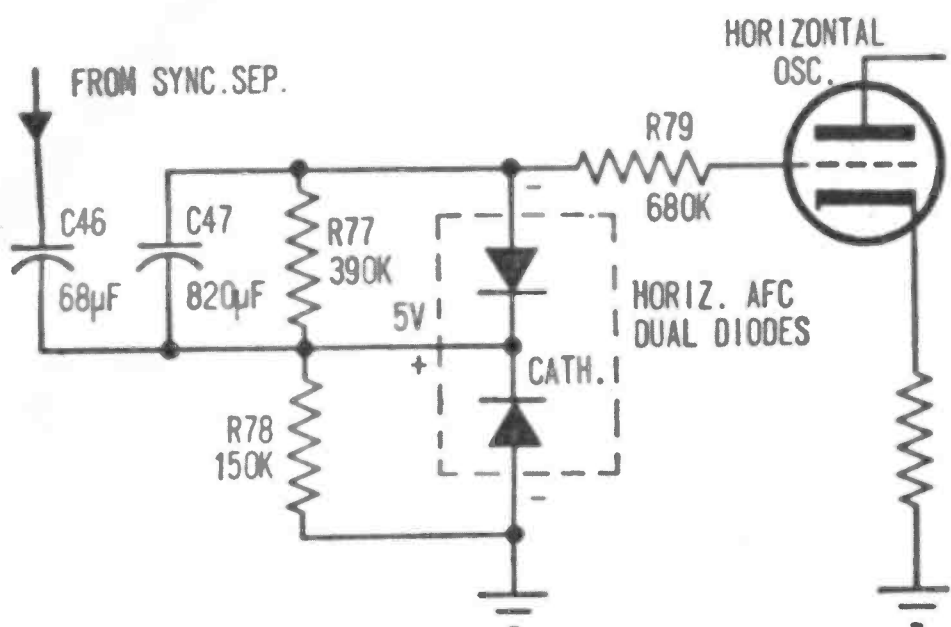 FROM SYNC.SEP.
HORIZONTAL
OSC.
R79
680K
C46
68µF
C47
820µF
R77
390K
5V
+
-
HORIZ. AFC
DUAL DIODES
CATH.
R78
150K
-